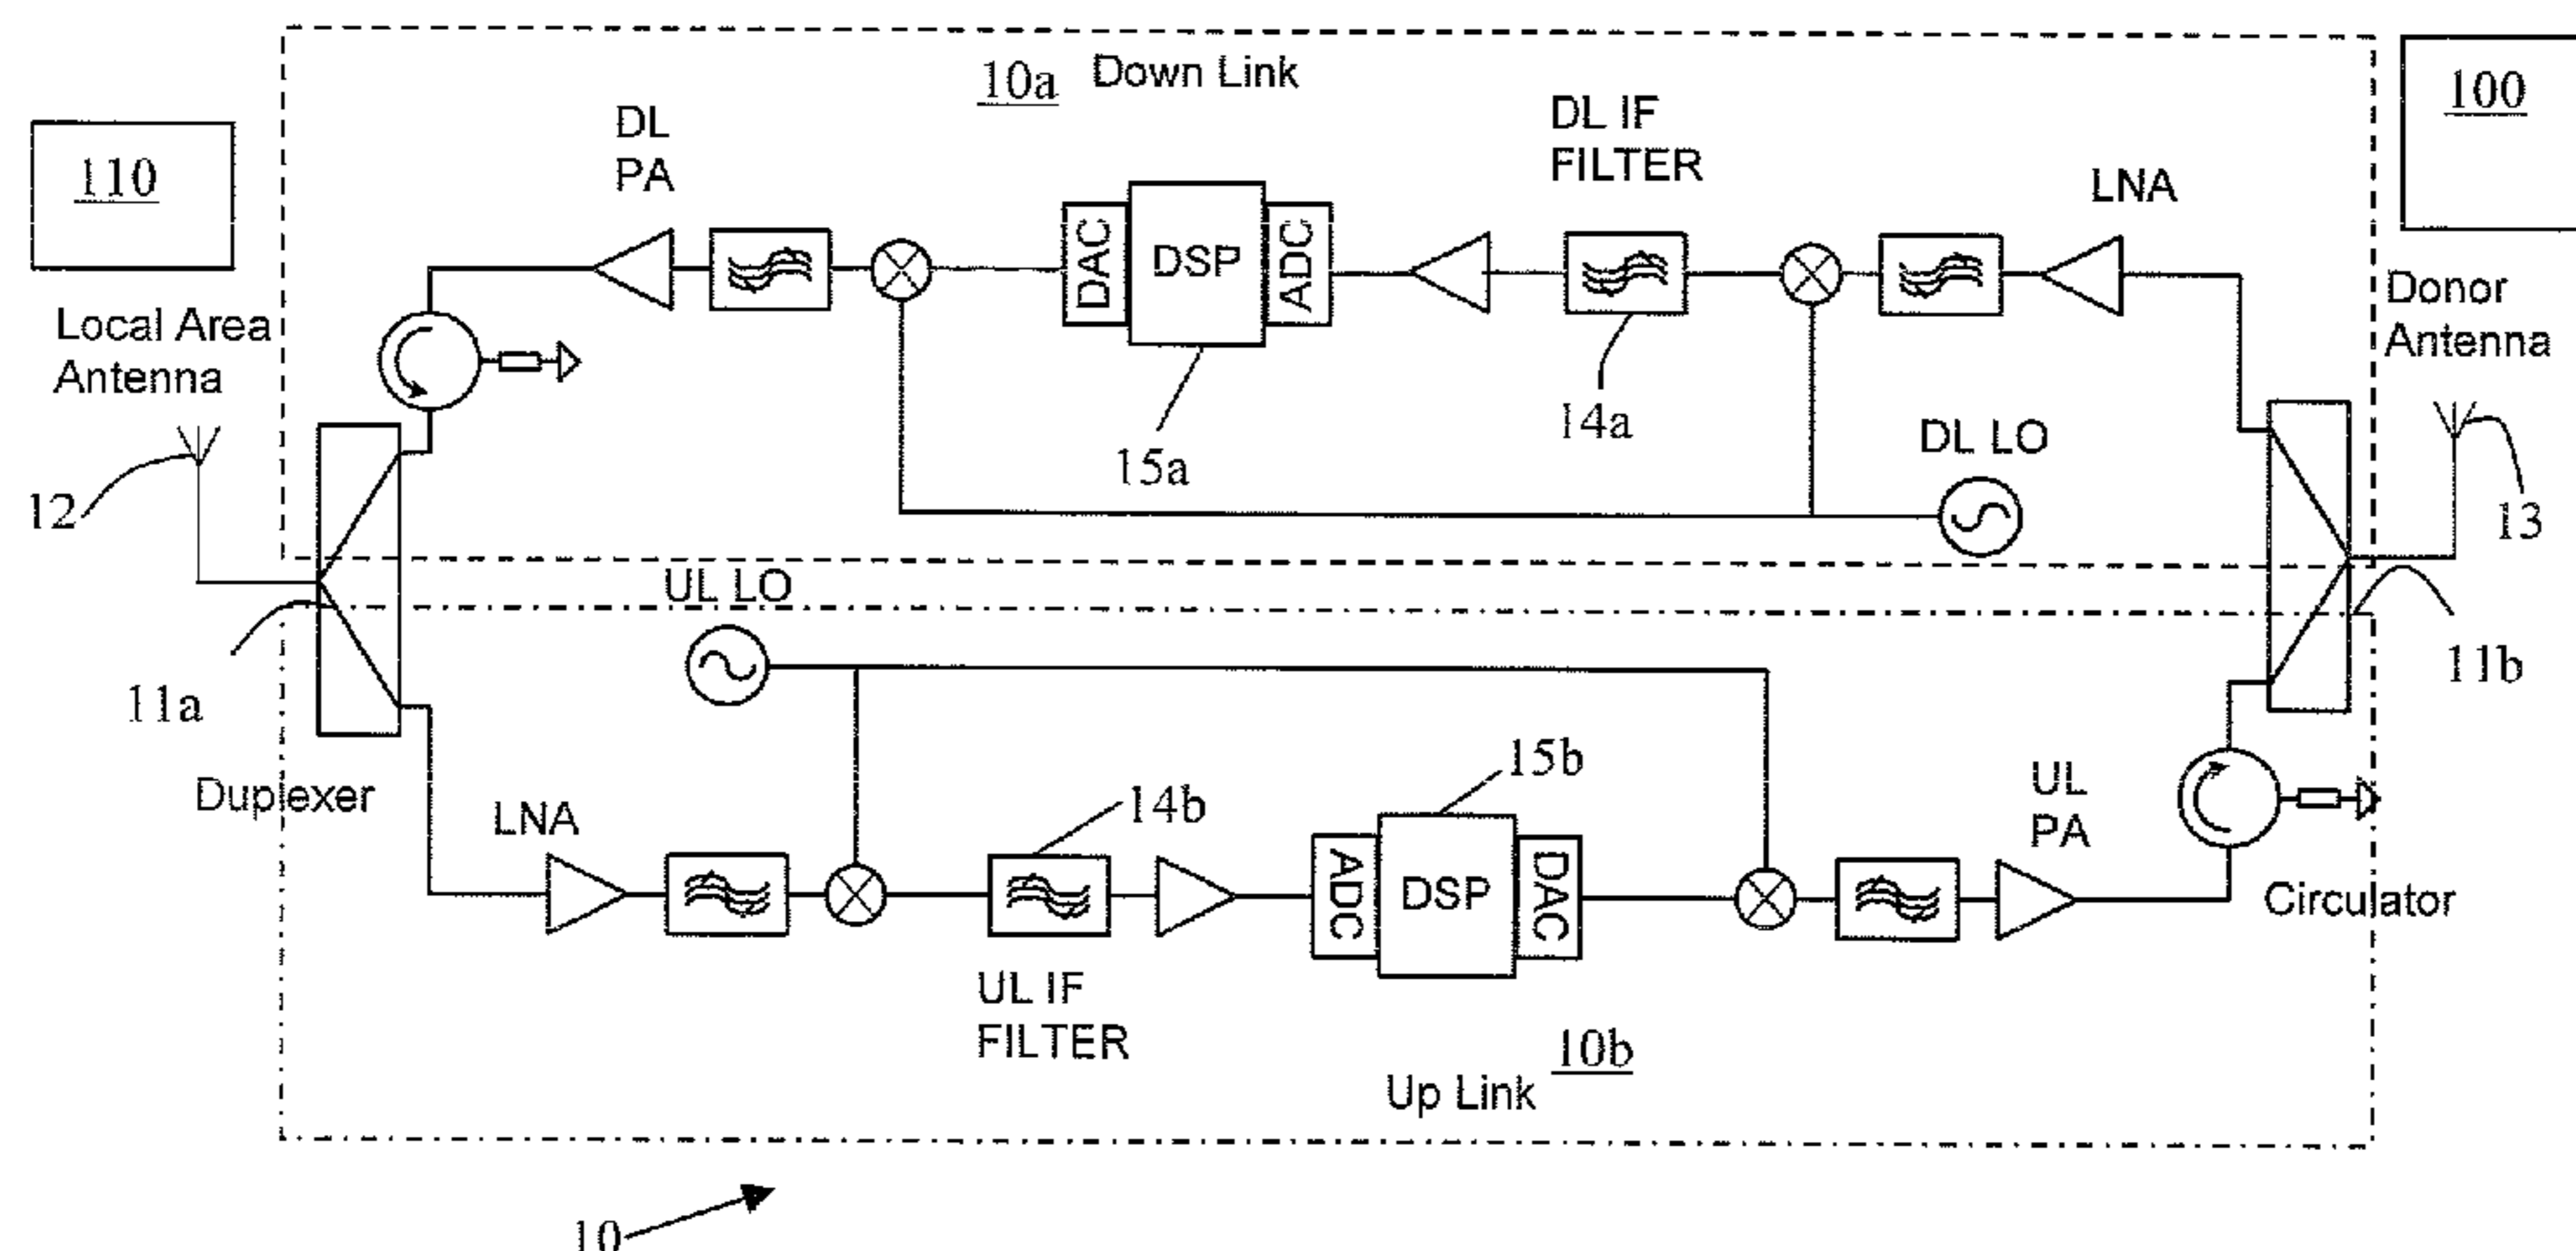 10a
Down Link
100
110
DL
PA
DL IF
FILTER
LNA
DAC
DSP
ADC
Local Area
Antenna
Donor
Antenna
14a
15a
DL LO
12
13
UL LO
11a
11b
Duplexer
LNA
14b
15b
UL
PA
ADC
DSP
DAC
Circulator
UL IF
FILTER
10b
Up Link
10